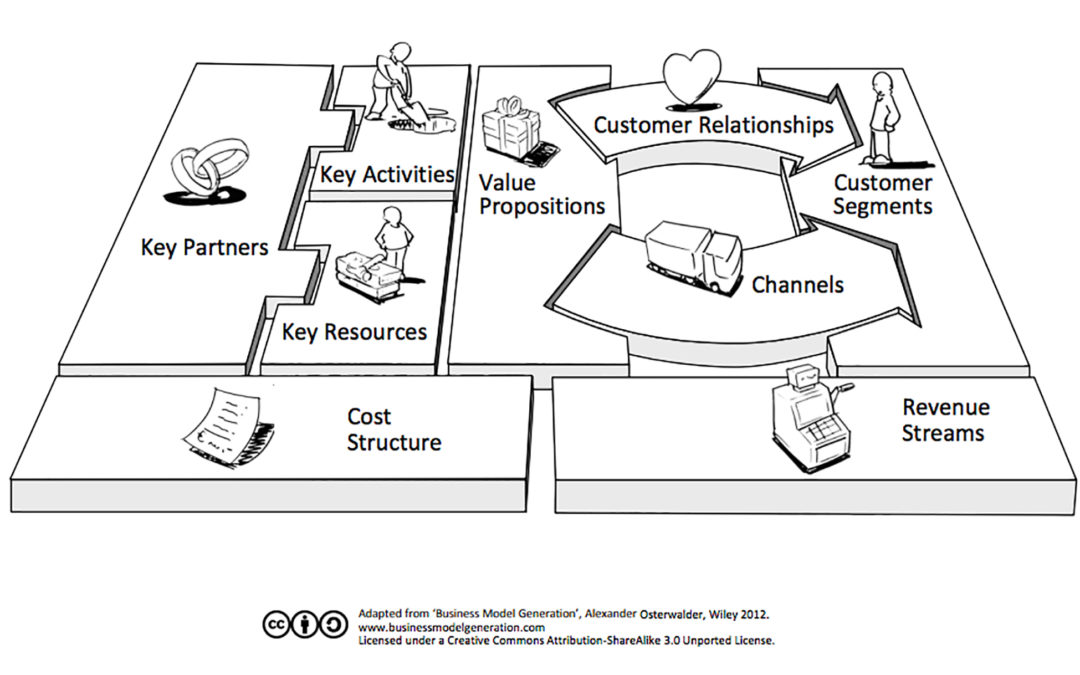 Customer Relationships
Key Activities
Value
Propositions
Customer
Segments
Key Partners
Channels
Key Resources
Cost
Structure
Revenue
Streams
cc
Adapted from ‘Business Model Generation’, Alexander Osterwalder, Wiley 2012.
www.businessmodelgeneration.com
Licensed under a Creative Commons Attribution-ShareAlike 3.0 Unported License.